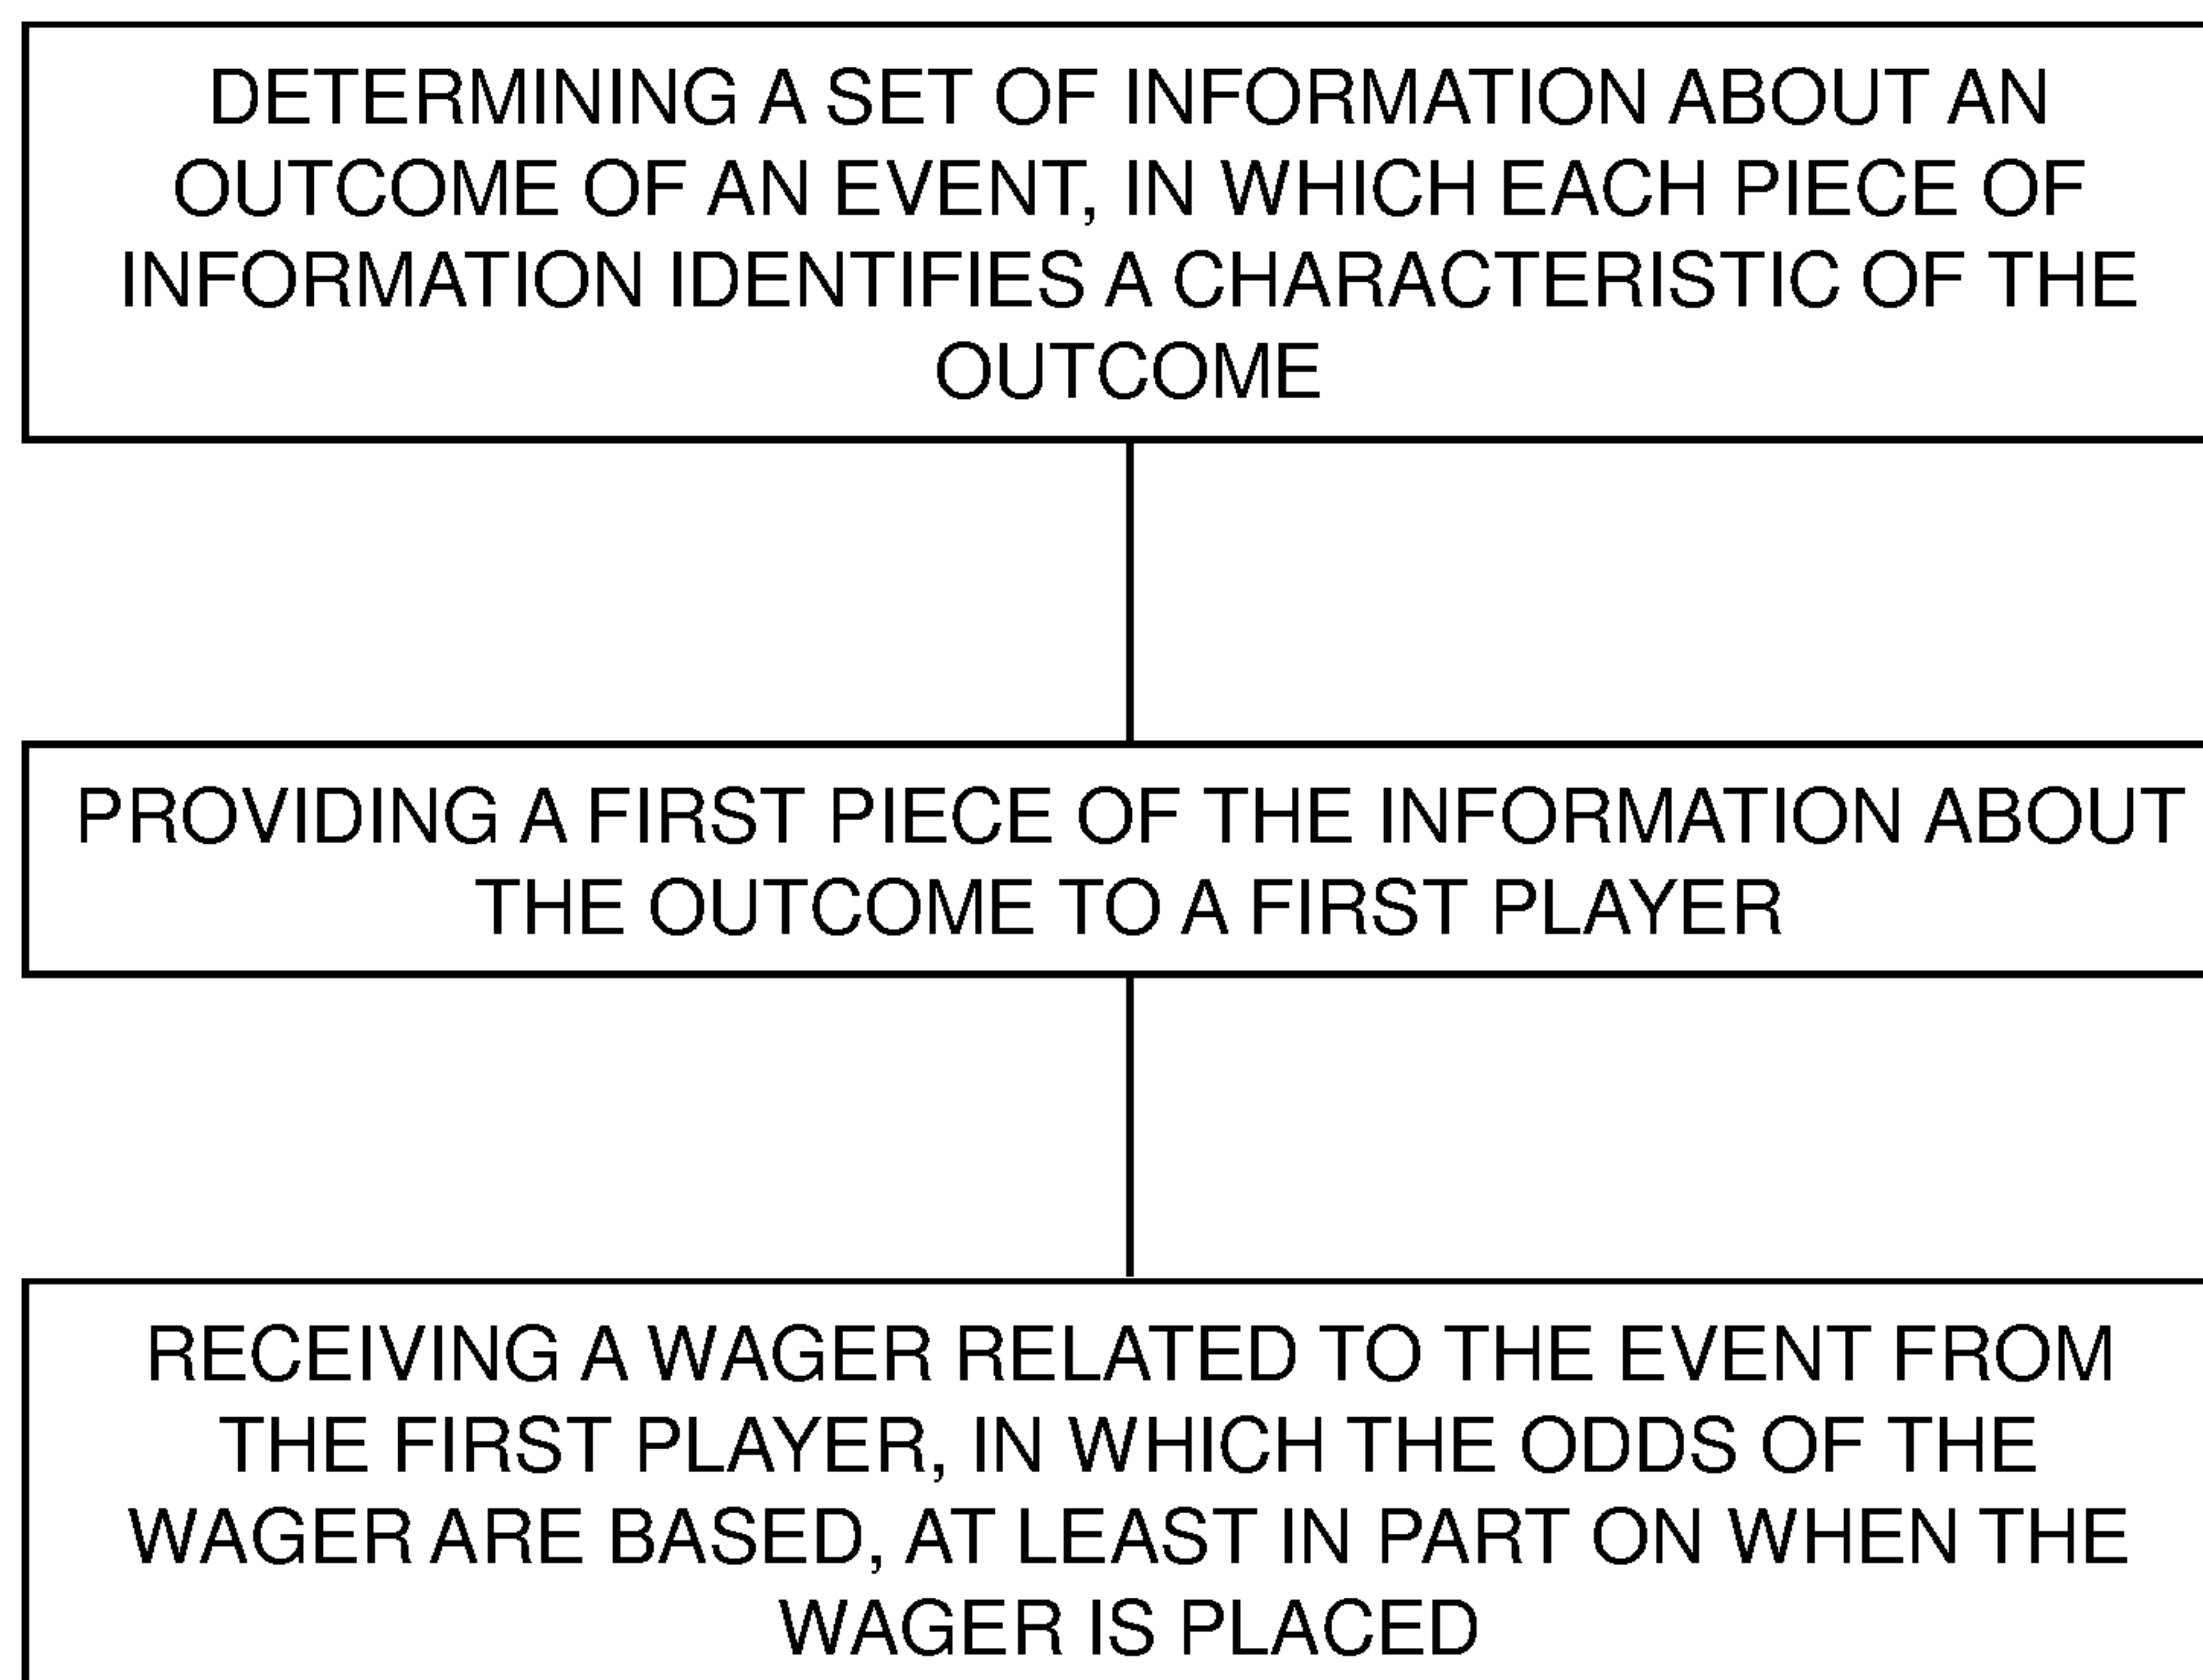 DETERMINING A SET OF INFORMATION ABOUT AN
OUTCOME OF AN EVENT, IN WHICH EACH PIECE OF
INFORMATION IDENTIFIES A CHARACTERISTIC OF THE
OUTCOME
PROVIDING A FIRST PIECE OF THE INFORMATION ABOUT
THE OUTCOME TO A FIRST PLAYER
RECEIVING A WAGER RELATED TO THE EVENT FROM
THE FIRST PLAYER, IN WHICH THE ODDS OF THE
WAGER ARE BASED, AT LEAST IN PART ON WHEN THE
WAGER IS PLACED